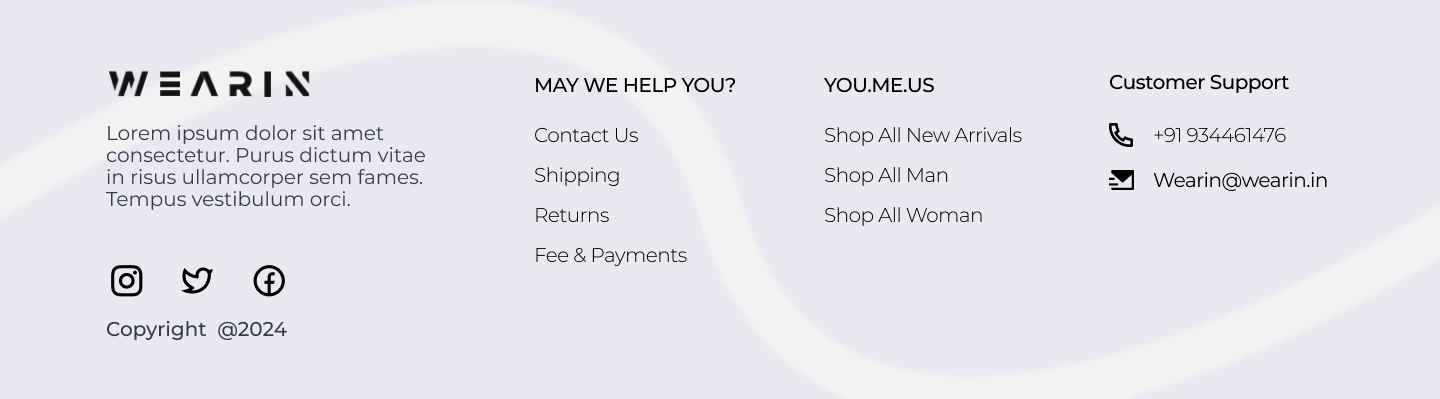 WEARIN
Lorem ipsum dolor sit amet
consectetur. Purus dictum vitae
in risus ullamcorper sem fames.
Tempus vestibulum orci.
Copyright @2024
MAY WE HELP YOU?
Contact Us
Shipping
Returns
Fee & Payments
YOU.ME.US
Shop All New Arrivals
Shop All Man
Shop All Woman
Customer Support
+91 934461476
Wearin@wearin.in